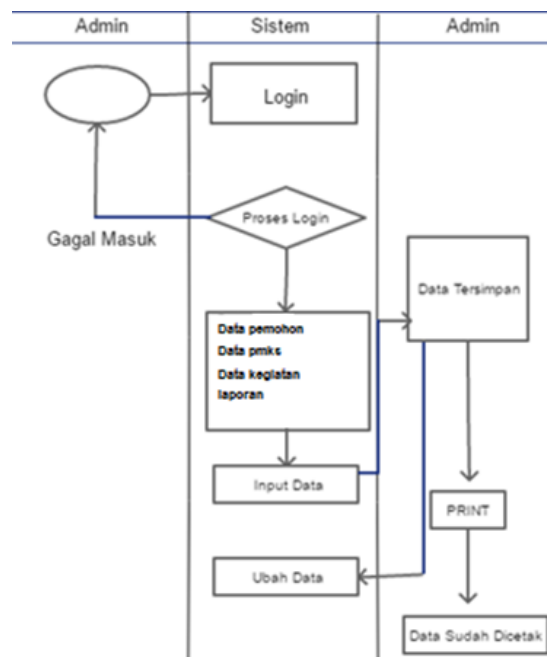 Admin
Sistem
Admin
Login
Proses Login
Gagal Masuk
Data Tersimpan
Data pemohon
Data pmks
Data kegiatan
laporan
Input Data
PRINT
Ubah Data
Data Sudah Dicetak